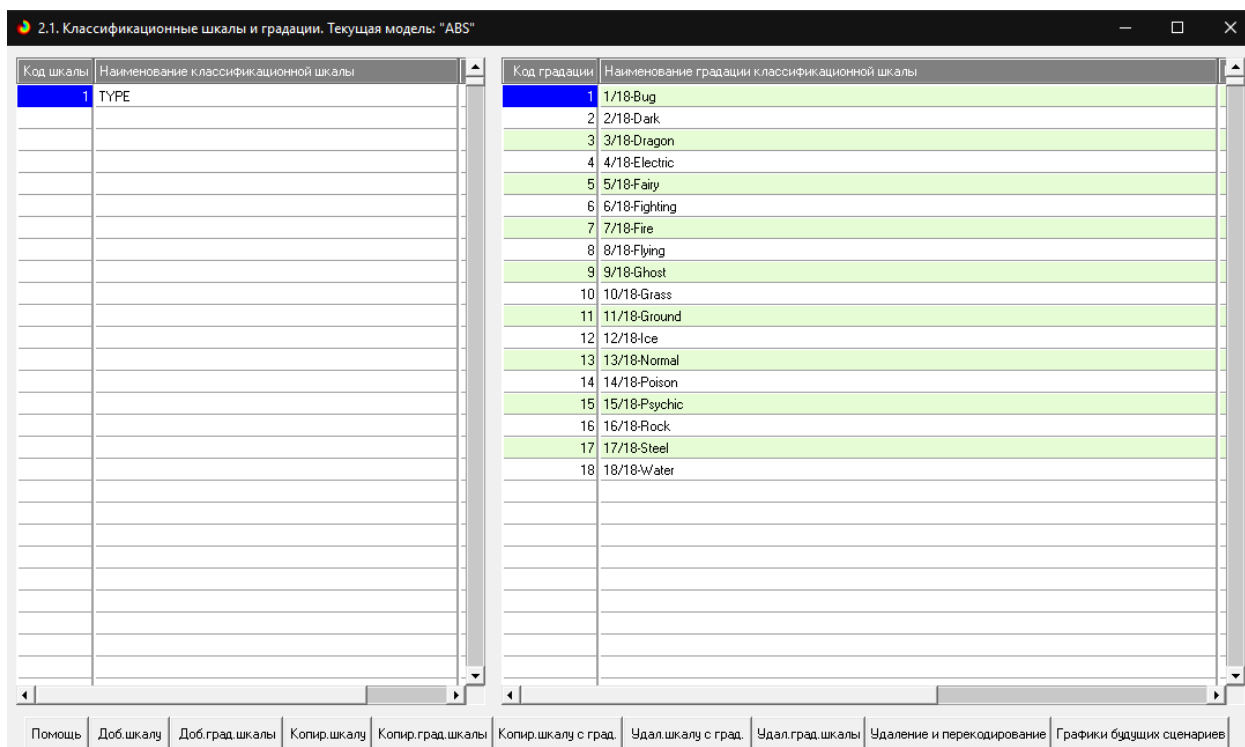 2.1. Классификационные шкалы и градации. Текущая модель: "ABS"
Код шкалы Наименование классификационной шкалы
1 TYPE
Код градации Наименование градации классификационной шкалы
1 1/18-Bug
2 2/18-Dark
3 3/18-Dragon
4 4/18-Electric
5 5/18-Fairy
6 6/18-Fighting
7 7/18-Fire
8 8/18-Flying
9 9/18-Ghost
10 10/18-Grass
11 11/18-Ground
12 12/18-Ice
13 13/18-Normal
14 14/18-Poison
15 15/18-Psychic
16 16/18-Rock
17 17/18-Steel
18 18/18-Water
Помощь Доб.шкалу Доб.град.шкалы Копир.шкалу Копир.град.шкалы Копир.шкалу с град. Удал.шкалу с град. Удал.град.шкалы Удаление и перекодирование Графики будущих сценариев